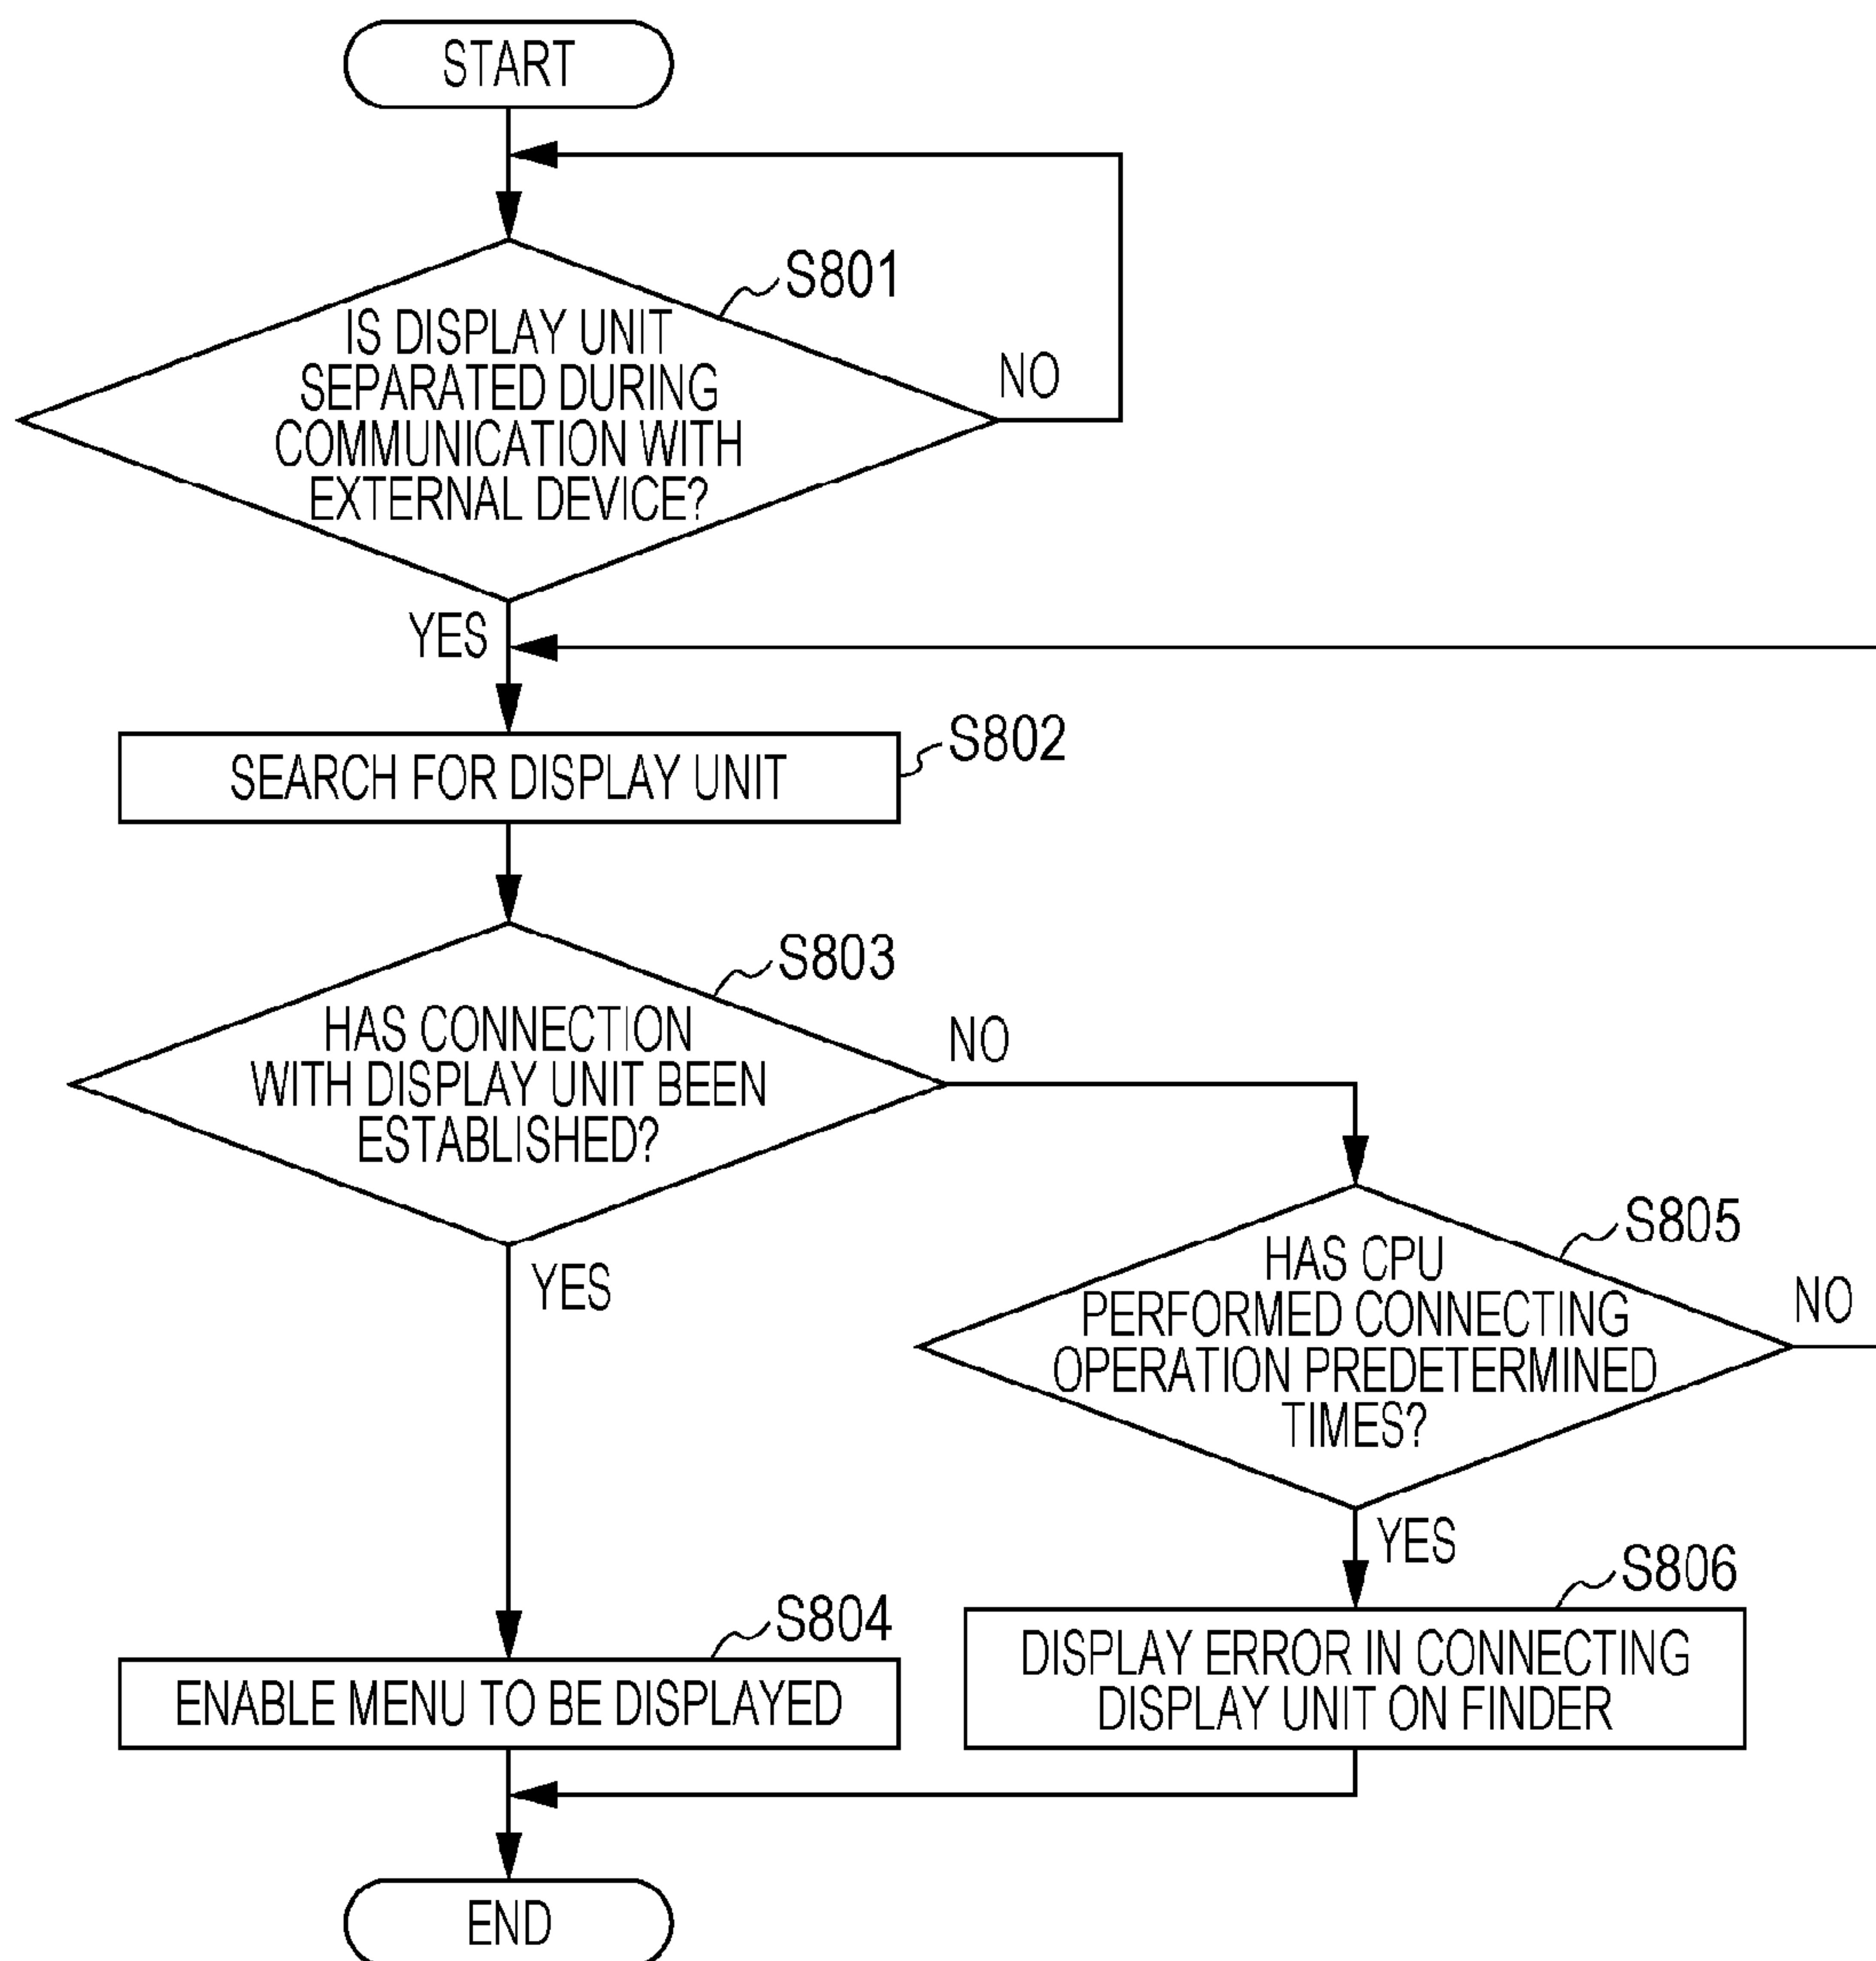 START
S801
IS DISPLAY UNIT
SEPARATED DURING
COMMUNICATION WITH
EXTERNAL DEVICE?
NO
YES
S802
SEARCH FOR DISPLAY UNIT
S803
HAS CONNECTION
WITH DISPLAY UNIT BEEN
ESTABLISHED?
NO
YES
S805
HAS CPU
PERFORMED CONNECTING
OPERATION PREDETERMINED
TIMES?
NO
YES
S804
ENABLE MENU TO BE DISPLAYED
S806
DISPLAY ERROR IN CONNECTING
DISPLAY UNIT ON FINDER
END